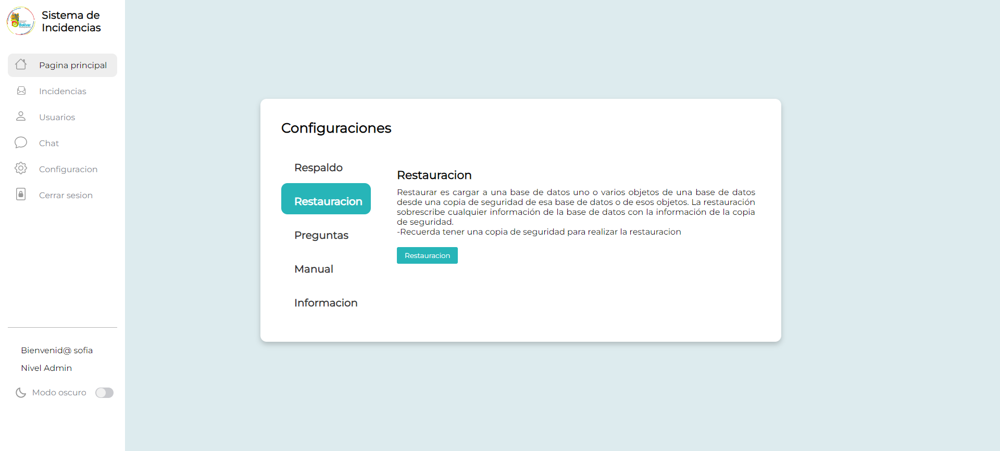 Bolívar
Sistema de
Incidencias
Pagina principal
Incidencias
Usuarios
Chat
Configuracion
Cerrar sesion
Bienvenid@ sofia
Nivel Admin
Modo oscuro
Configuraciones
Respaldo
Restauracion
Preguntas
Manual
Informacion
Restauracion
Restaurar es cargar a una base de datos uno o varios objetos de una base de datos
desde una copia de seguridad de esa base de datos o de esos objetos. La restauración
sobrescribe cualquier información de la base de datos con la información de la copia
de seguridad.
-Recuerda tener una copia de seguridad para realizar la restauracion
Restauracion